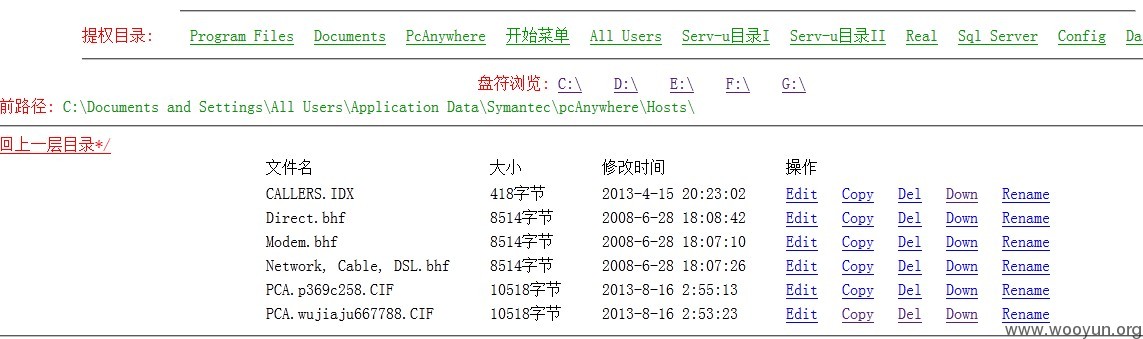 提权目录: Program Files Documents PcAnywhere 开始菜单 All Users Serv-u目录I Serv-u目录II Real Sql Server Config Da
盘符浏览: C:\ D:\ E:\ F:\ G:\
前路径: C:\Documents and Settings\All Users\Application Data\Symantec\pcAnywhere\Hosts\
回上一层目录*/
文件名 大小 修改时间 操作
CALLERS.IDX 418字节 2013-4-15 20:23:02 Edit Copy Del Down Rename
Direct.bhf 8514字节 2008-6-28 18:08:42 Edit Copy Del Down Rename
Modem.bhf 8514字节 2008-6-28 18:07:10 Edit Copy Del Down Rename
Network, Cable, DSL.bhf 8514字节 2008-6-28 18:07:26 Edit Copy Del Down Rename
PCA.p369c258.CIF 10518字节 2013-8-16 2:55:13 Edit Copy Del Down Rename
PCA.wujiaju667788.CIF 10518字节 2013-8-16 2:53:23 Edit Copy Del Down Rename
www.wooyun.org